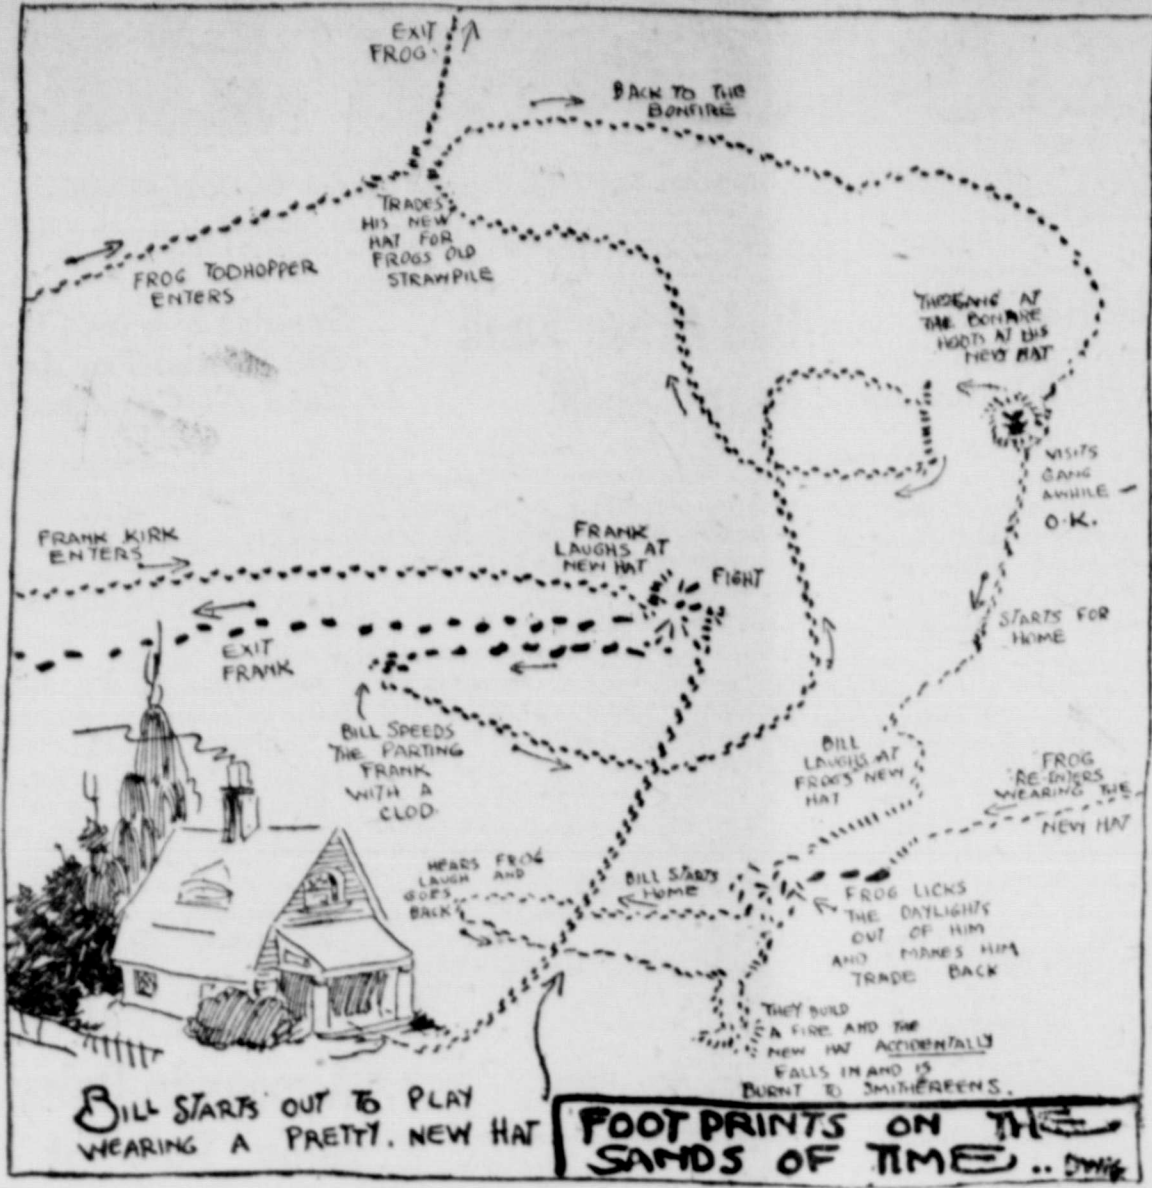 EXIT
FROG.
BACK TO THE
BONFIRE
TRADES
HIS NEW
HAT FOR
FROGS OLD
STRAWPILE
FROG TODHOPPER
ENTERS
THE GANG AT
THE BONFIRE
HOOTS AT HIS
NEW HAT
VISITS
GANG
AWHILE -
O.K.
FRANK KIRK
ENTERS
FRANK
LAUGHS AT
NEW HAT
FIGHT
STARTS FOR
HOME
EXIT
FRANK
BILL SPEEDS
THE PARTING
FRANK
WITH A
CLOD.
BILL
LAUGHS AT
FROGS NEW
HAT
FROG
RE-ENTERS
WEARING THE
NEW HAT
HEARS FROG
LAUGH AND
GOES
BACK
BILL STARTS
HOME
FROG LICKS
THE DAYLIGHTS
OUT OF HIM
AND MAKES HIM
TRADE BACK
THEY BUILD
A FIRE AND THE
NEW HAT ACCIDENTALLY
FALLS IN AND IS
BURNT TO SMITHEREENS.
BILL STARTS OUT TO PLAY
WEARING A PRETTY. NEW HAT
FOOT PRINTS ON THE
SANDS OF TIME..
DWIG